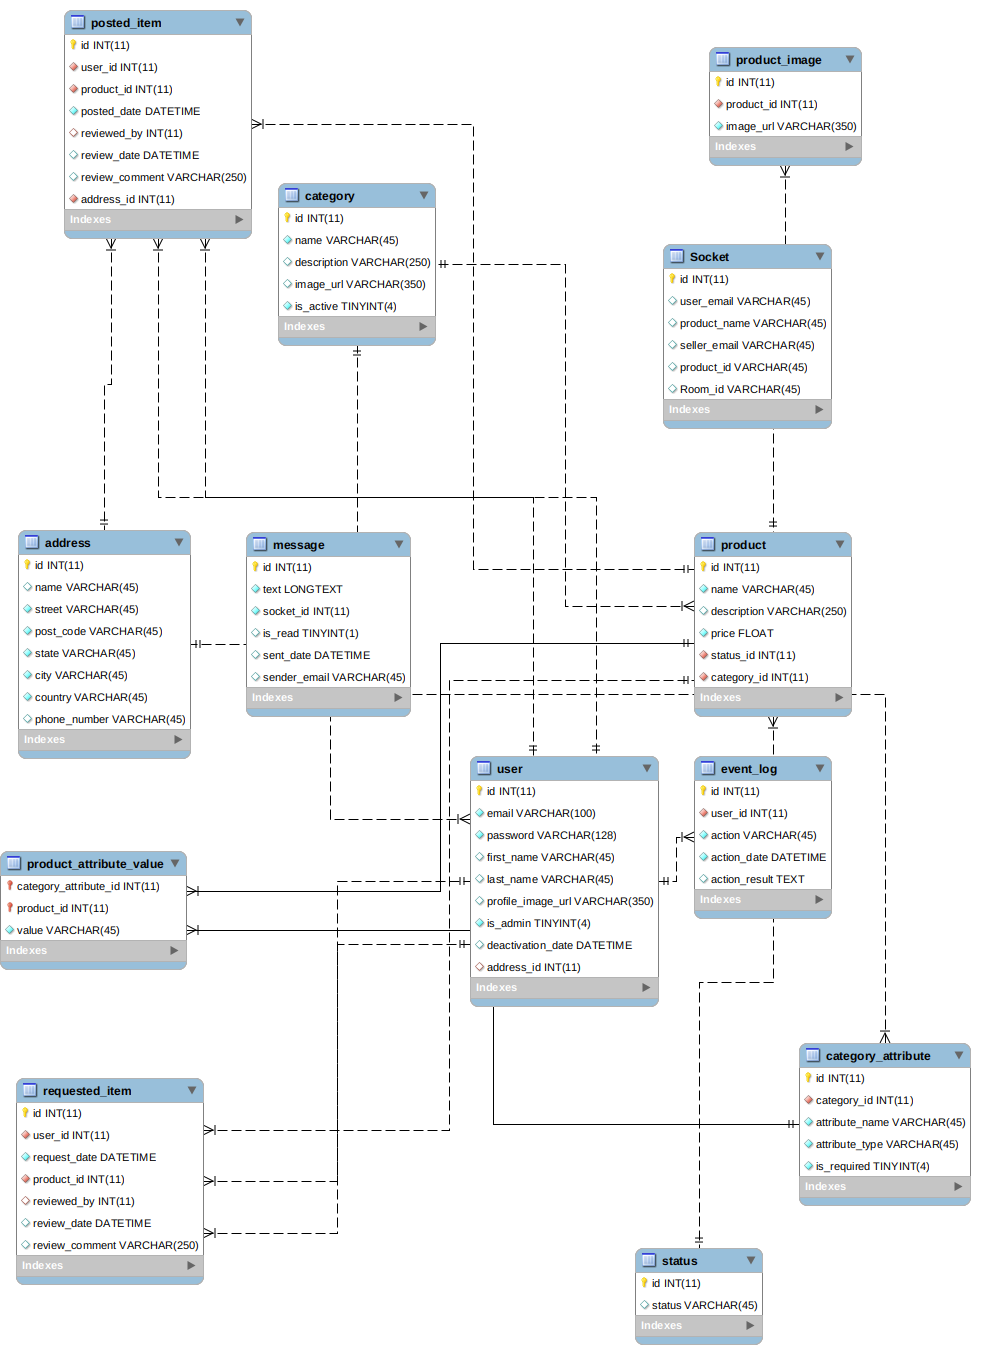 posted_item
id INT(11)
user_id INT(11)
product_id INT(11)
posted_date DATETIME
reviewed_by INT(11)
review_date DATETIME
review_comment VARCHAR(250)
address_id INT(11)
Indexes
product_image
id INT(11)
product_id INT(11)
image_url VARCHAR(350)
Indexes
category
id INT(11)
name VARCHAR(45)
description VARCHAR(250)
image_url VARCHAR(350)
is_active TINYINT(4)
Indexes
Socket
id INT(11)
user_email VARCHAR(45)
product_name VARCHAR(45)
seller_email VARCHAR(45)
product_id VARCHAR(45)
Room_id VARCHAR(45)
Indexes
address
id INT(11)
name VARCHAR(45)
street VARCHAR(45)
post_code VARCHAR(45)
state VARCHAR(45)
city VARCHAR(45)
country VARCHAR(45)
phone_number VARCHAR(45)
Indexes
message
id INT(11)
text LONGTEXT
socket_id INT(11)
is_read TINYINT(1)
sent_date DATETIME
sender_email VARCHAR(45)
Indexes
product
id INT(11)
name VARCHAR(45)
description VARCHAR(250)
price FLOAT
status_id INT(11)
category_id INT(11)
Indexes
user
id INT(11)
email VARCHAR(100)
password VARCHAR(128)
first_name VARCHAR(45)
last_name VARCHAR(45)
profile_image_url VARCHAR(350)
is_admin TINYINT(4)
deactivation_date DATETIME
address_id INT(11)
Indexes
event_log
id INT(11)
user_id INT(11)
action VARCHAR(45)
action_date DATETIME
action_result TEXT
Indexes
product_attribute_value
category_attribute_id INT(11)
product_id INT(11)
value VARCHAR(45)
Indexes
category_attribute
id INT(11)
category_id INT(11)
attribute_name VARCHAR(45)
attribute_type VARCHAR(45)
is_required TINYINT(4)
Indexes
requested_item
id INT(11)
user_id INT(11)
request_date DATETIME
product_id INT(11)
reviewed_by INT(11)
review_date DATETIME
review_comment VARCHAR(250)
Indexes
status
id INT(11)
status VARCHAR(45)
Indexes